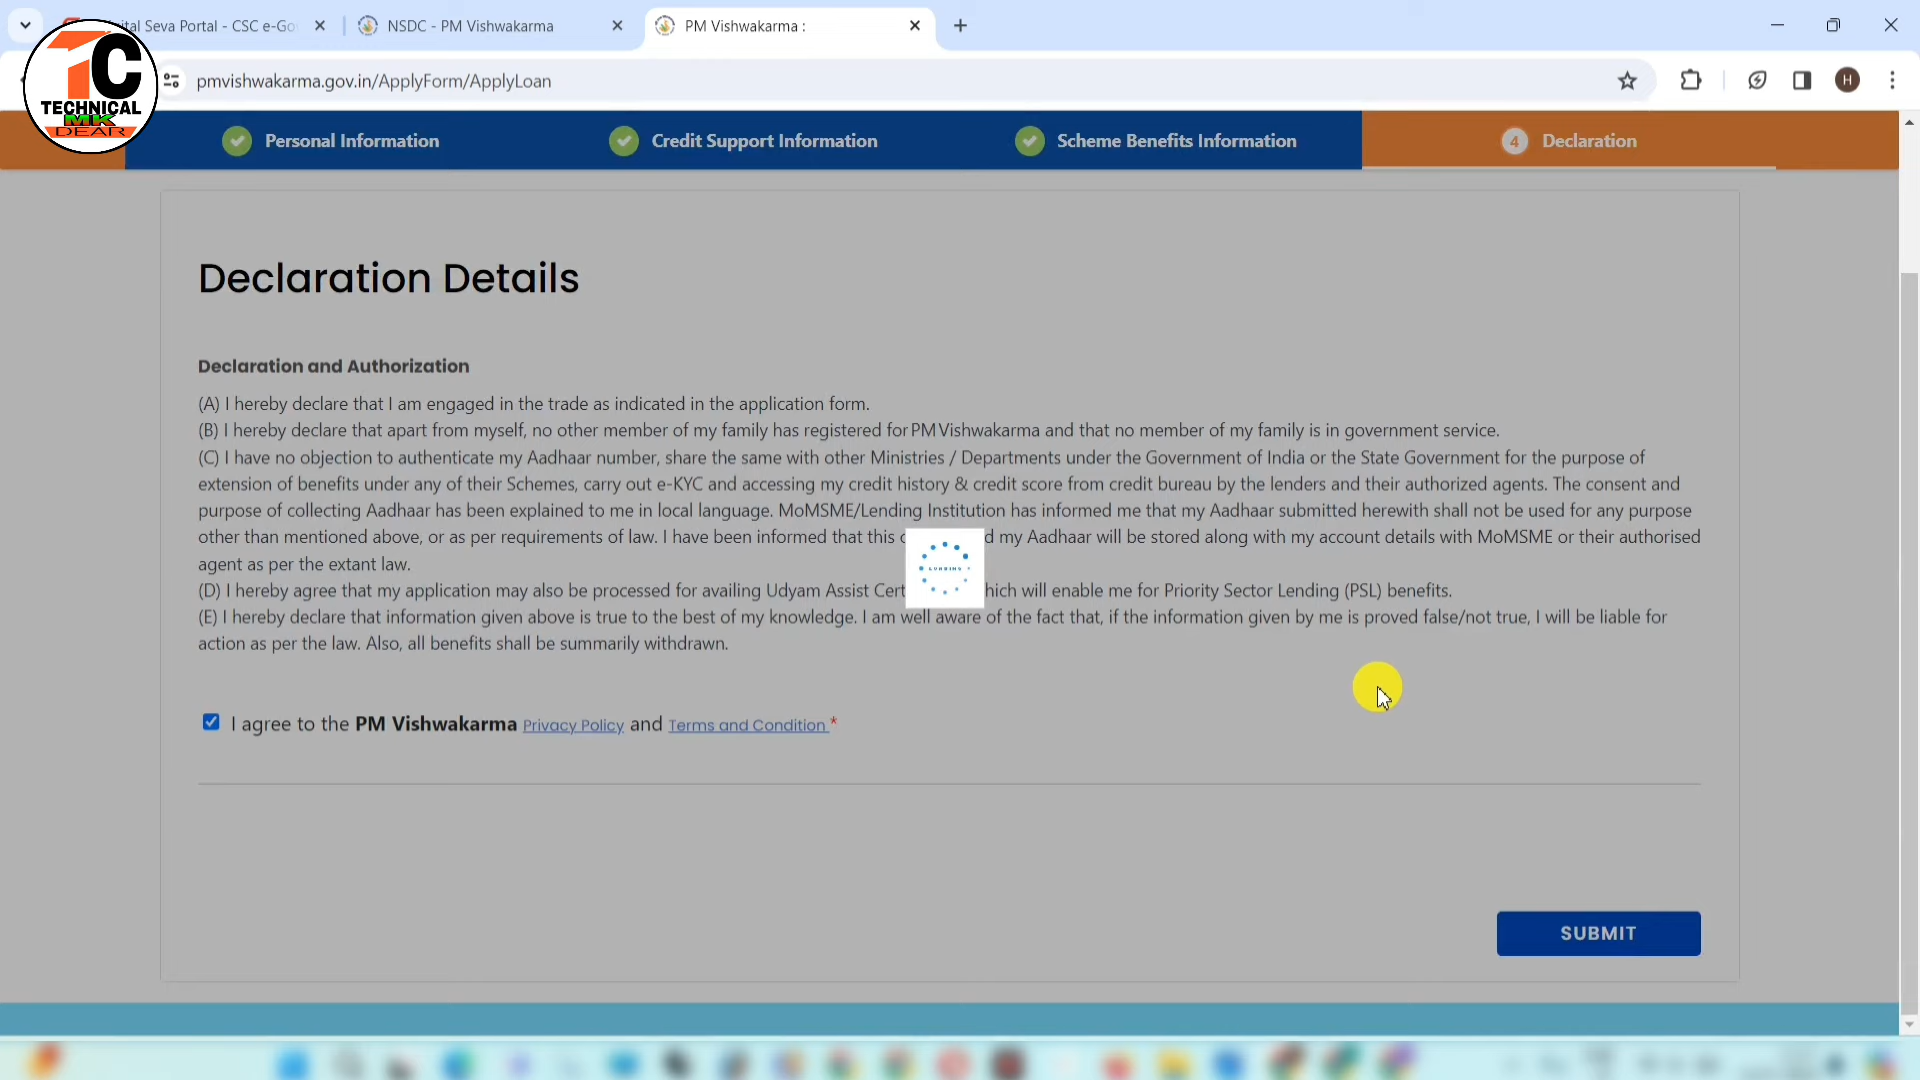 ital Seva Portal - CSC e-Go
NSDC - PM Vishwakarma
PM Vishwakarma :
TC
TECHNICAL
MK
DEAR
pmvishwakarma.gov.in/ApplyForm/ApplyLoan
H
Personal Information
Credit Support Information
Scheme Benefits Information
4 Declaration
Declaration Details
Declaration and Authorization
(A) I hereby declare that I am engaged in the trade as indicated in the application form.
(B) I hereby declare that apart from myself, no other member of my family has registered for PM Vishwakarma and that no member of my family is in government service.
(C) I have no objection to authenticate my Aadhaar number, share the same with other Ministries / Departments under the Government of India or the State Government for the purpose of
extension of benefits under any of their Schemes, carry out e-KYC and accessing my credit history & credit score from credit bureau by the lenders and their authorized agents. The consent and
purpose of collecting Aadhaar has been explained to me in local language. MoMSME/Lending Institution has informed me that my Aadhaar submitted herewith shall not be used for any purpose
other than mentioned above, or as per requirements of law. I have been informed that this my Aadhaar will be stored along with my account details with MoMSME or their authorised
agent as per the extant law.
(D) I hereby agree that my application may also be processed for availing Udyam Assist Cert hich will enable me for Priority Sector Lending (PSL) benefits.
(E) I hereby declare that information given above is true to the best of my knowledge. I am well aware of the fact that, if the information given by me is proved false/not true, I will be liable for
action as per the law. Also, all benefits shall be summarily withdrawn.
LOADING
I agree to the PM Vishwakarma Privacy Policy and Terms and Condition *
SUBMIT